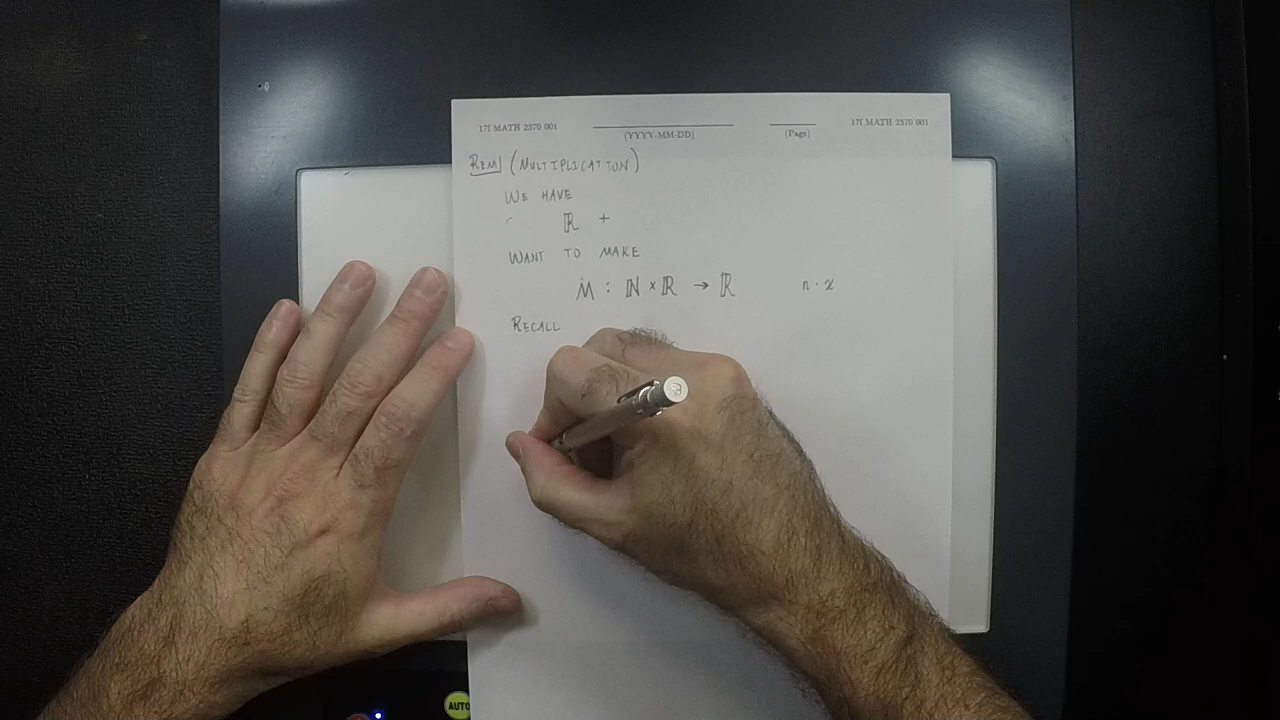 17f MATH 2370 001 (YYYY-MM-DD) (Page) 17f MATH 2370 001
REM (MULTIPLICATION)
WE HAVE
ℝ +
WANT TO MAKE
M : ℕ × ℝ → ℝ n · x
RECALL
AUTO